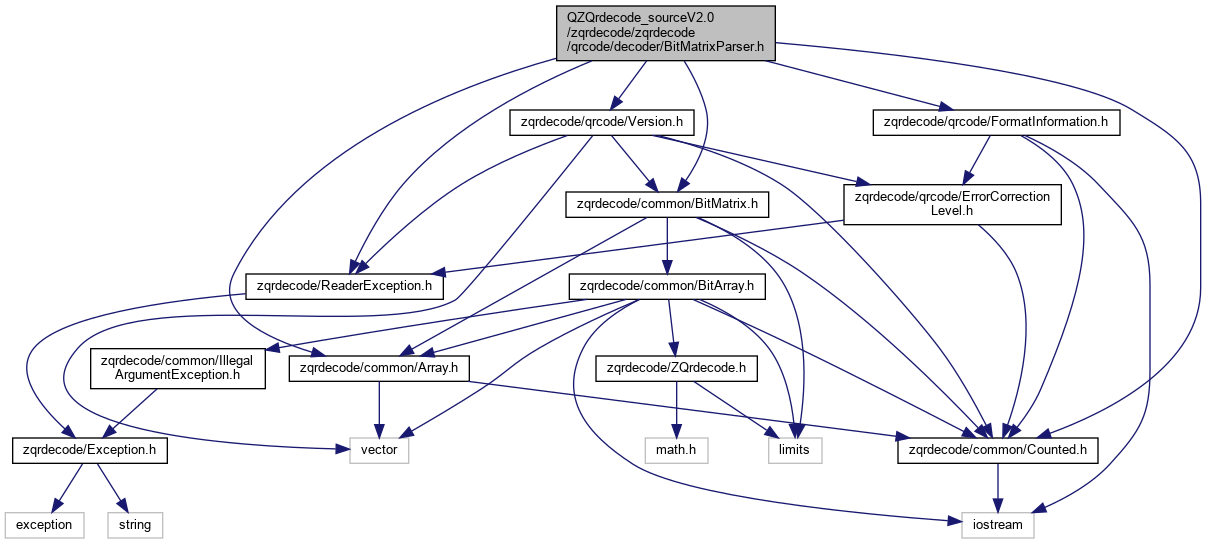 QZQrdecode_sourceV2.0
/zqrdecode/zqrdecode
/qrcode/decoder/BitMatrixParser.h
zqrdecode/qrcode/Version.h
zqrdecode/qrcode/FormatInformation.h
zqrdecode/common/BitMatrix.h
zqrdecode/qrcode/ErrorCorrection
Level.h
zqrdecode/ReaderException.h
zqrdecode/common/BitArray.h
zqrdecode/common/Illegal
ArgumentException.h
zqrdecode/common/Array.h
zqrdecode/ZQrdecode.h
zqrdecode/Exception.h
vector
math.h
limits
zqrdecode/common/Counted.h
exception
string
iostream